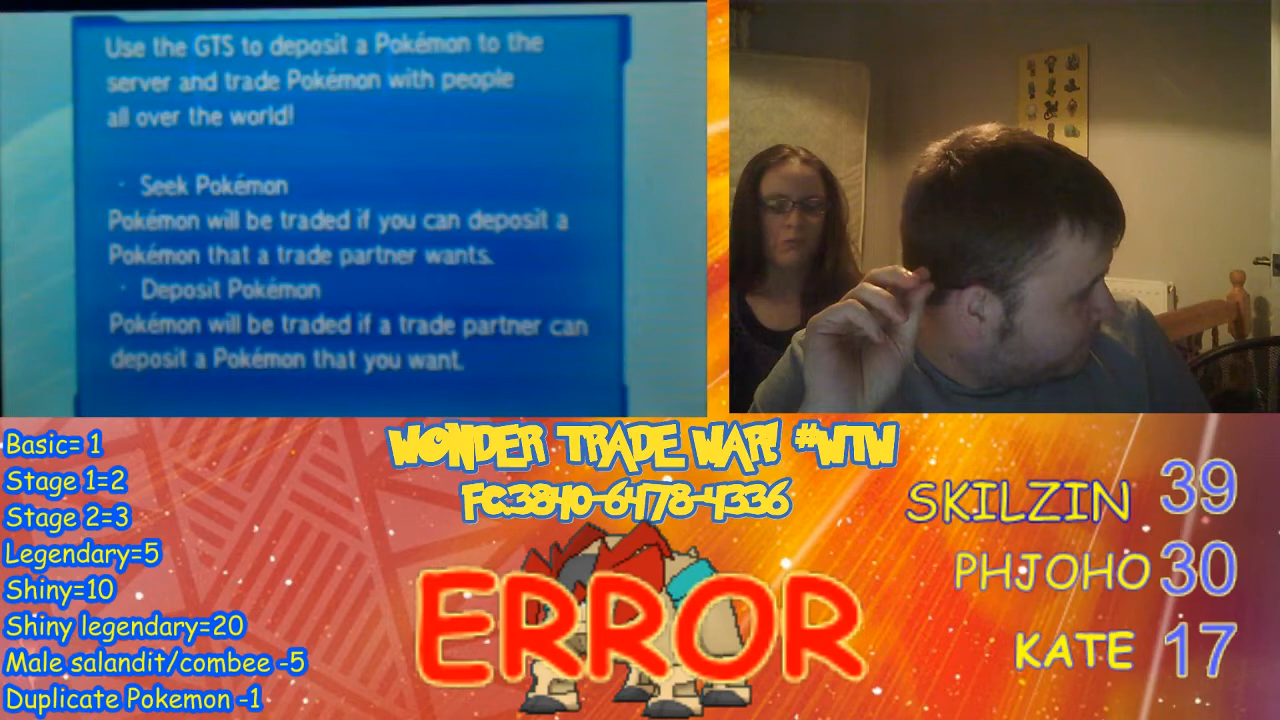 Use the GTS to deposit a Pokémon to the
server and trade Pokémon with people
all over the world!
· Seek Pokémon
Pokémon will be traded if you can deposit a
Pokémon that a trade partner wants.
· Deposit Pokémon
Pokémon will be traded if a trade partner can
deposit a Pokémon that you want.
Basic= 1
Stage 1=2
Stage 2=3
Legendary=5
Shiny=10
Shiny legendary=20
Male salandit/combee -5
Duplicate Pokemon -1
WONDER TRADE WAR! #WTW
FC:3840-6478-4336
ERROR
SKILZIN 39
PHJOHO 30
KATE 17